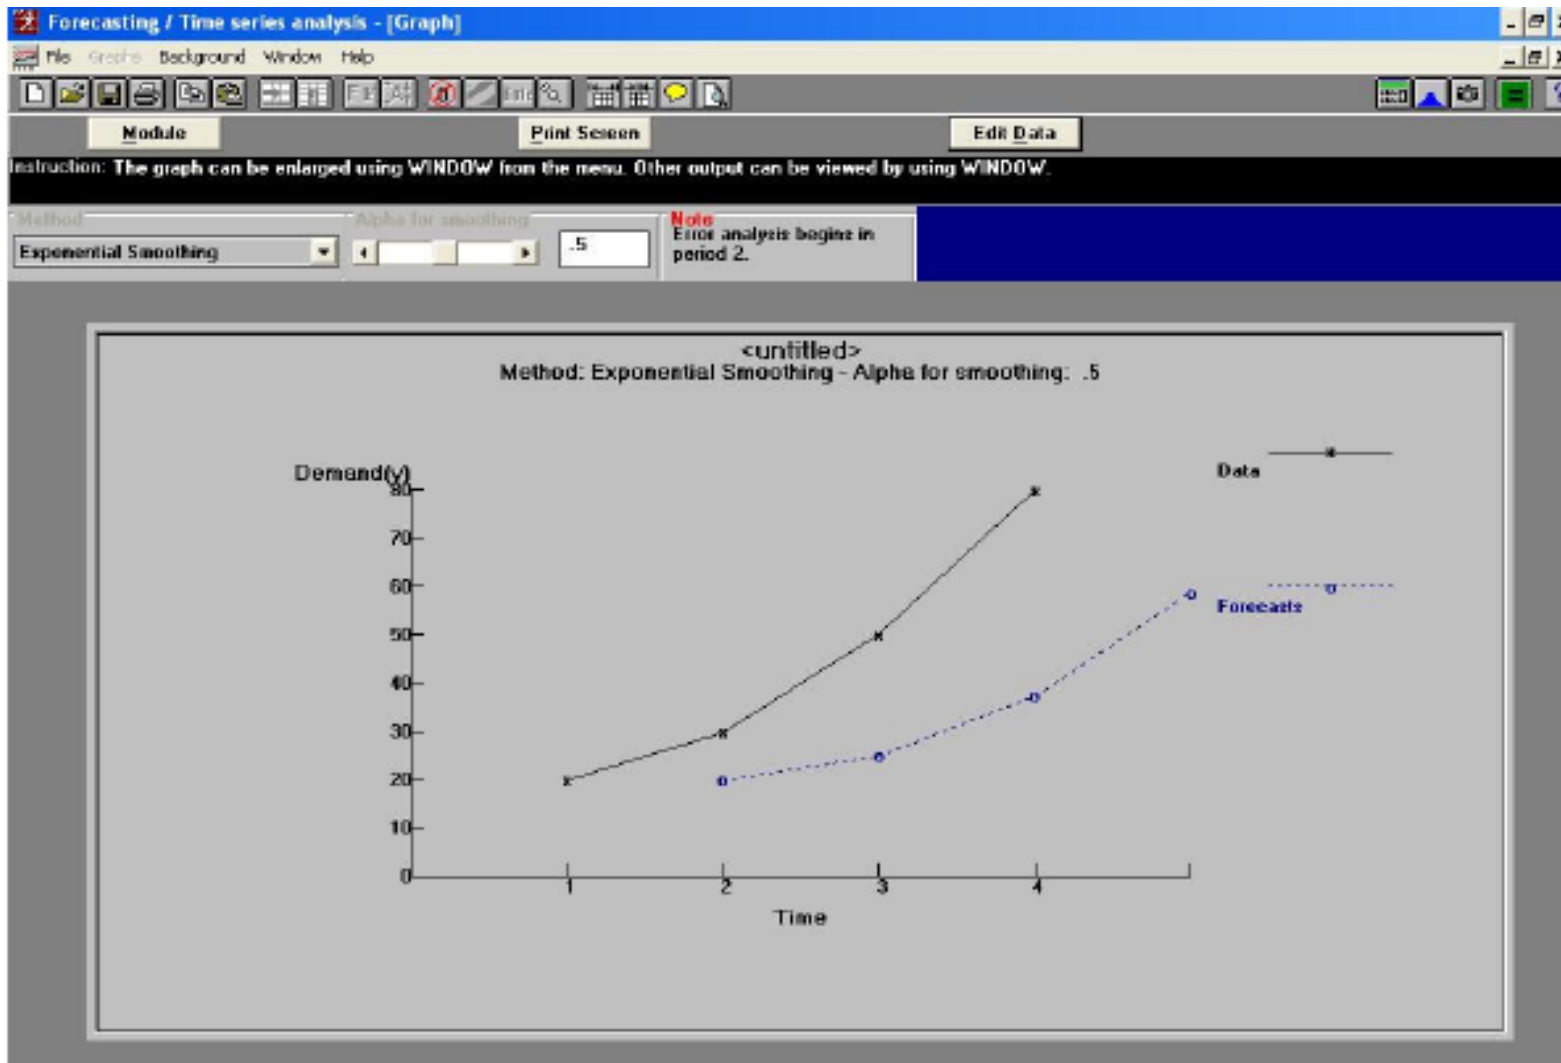 Forecasting / Time series analysis - [Graph]
File Graphs Background Window Help
Module Print Screen Edit Data
Instruction: The graph can be enlarged using WINDOW from the menu. Other output can be viewed by using WINDOW.
Method Alpha for smoothing Note
Exponential Smoothing .5 Error analysis begins in
period 2.
<untitled>
Method: Exponential Smoothing - Alpha for smoothing: .5
Demand(y)
Data
80
70
60
Forecasts
50
40
30
20
10
0
1 2 3 4
Time